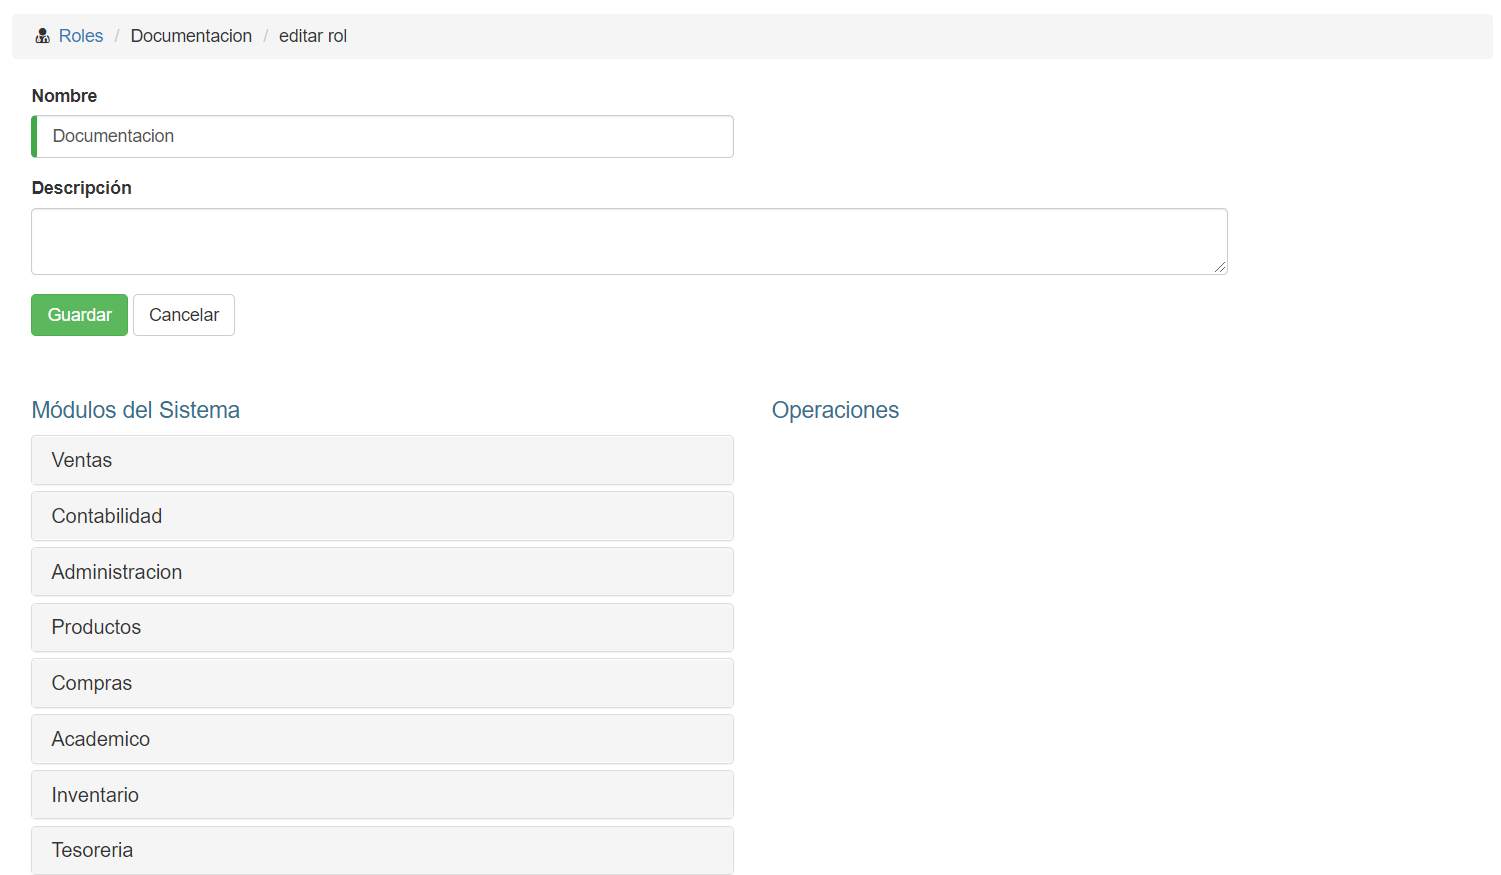 Roles / Documentacion / editar rol
Nombre
Documentacion
Descripción
Guardar Cancelar
Módulos del Sistema Operaciones
Ventas
Contabilidad
Administracion
Productos
Compras
Academico
Inventario
Tesoreria